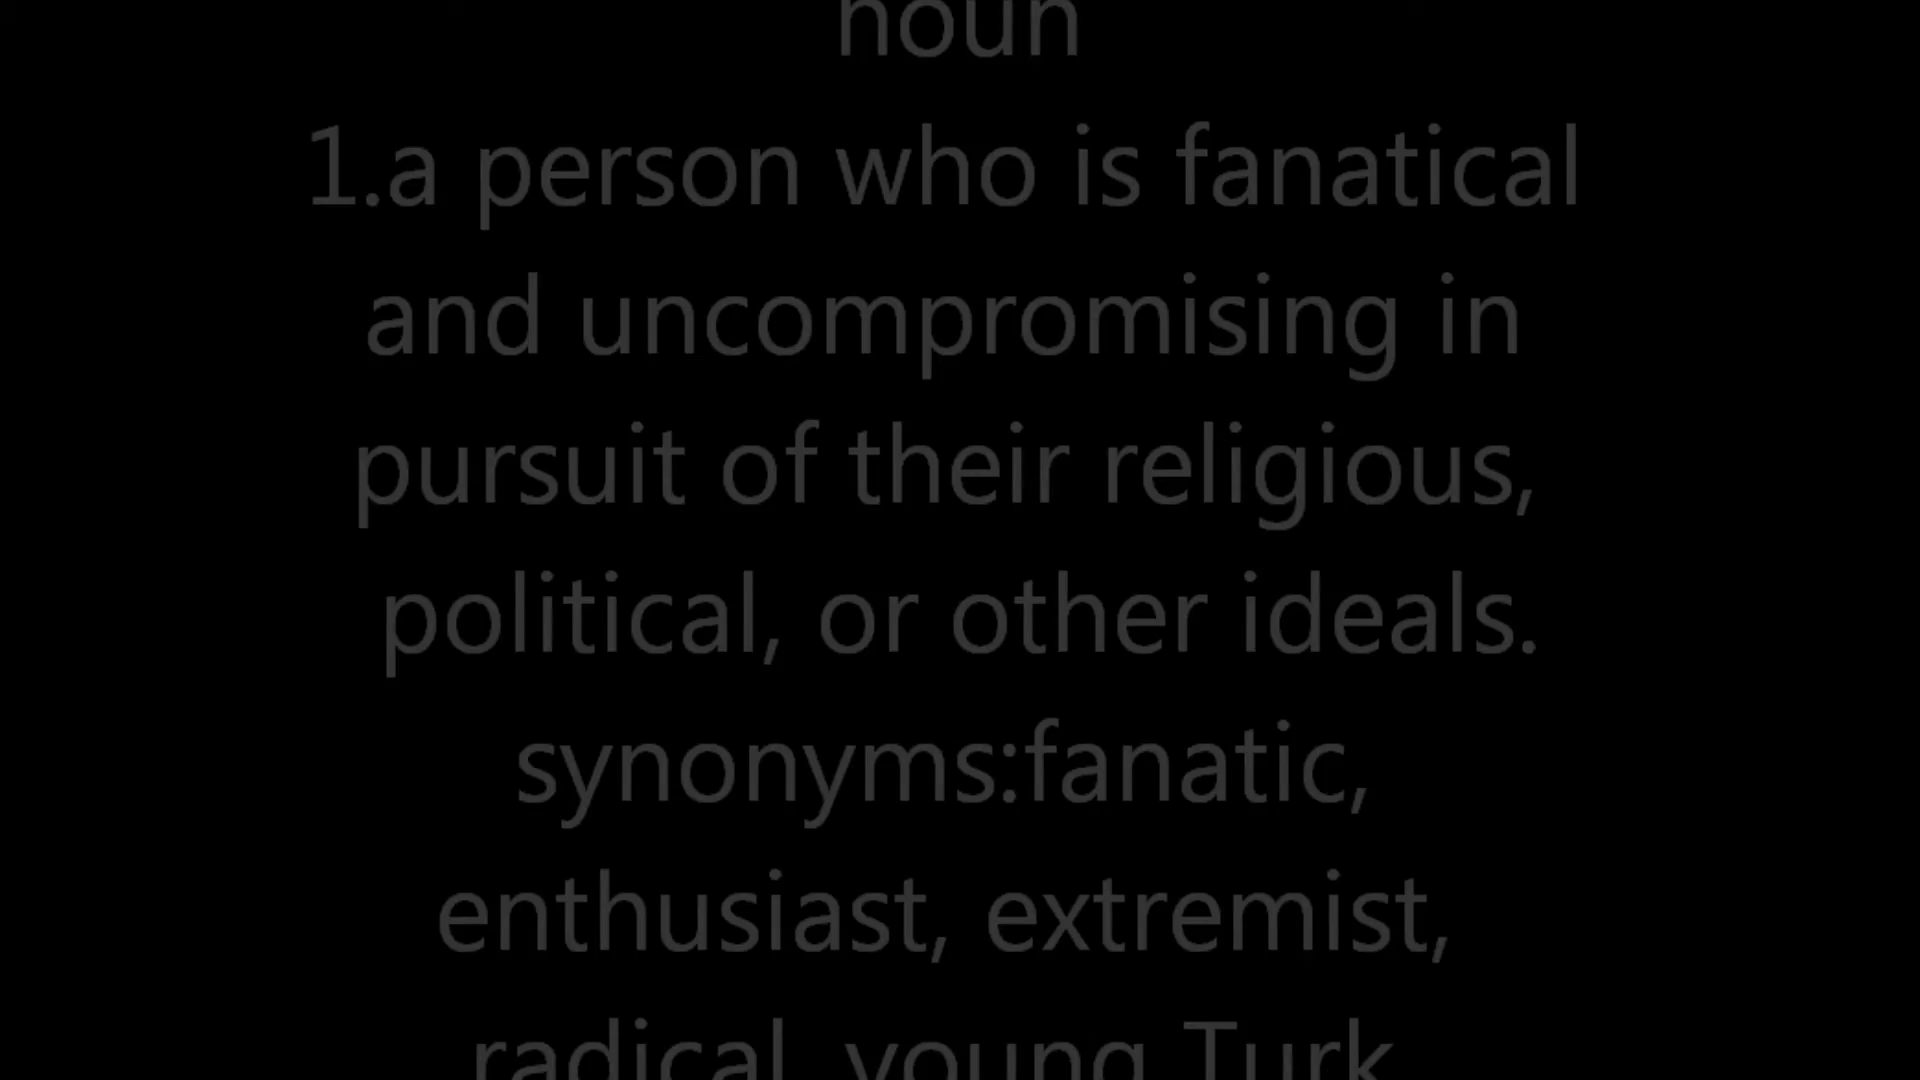 noun
1.a person who is fanatical
and uncompromising in
pursuit of their religious,
political, or other ideals.
synonyms:fanatic,
enthusiast, extremist,
radical, young Turk,